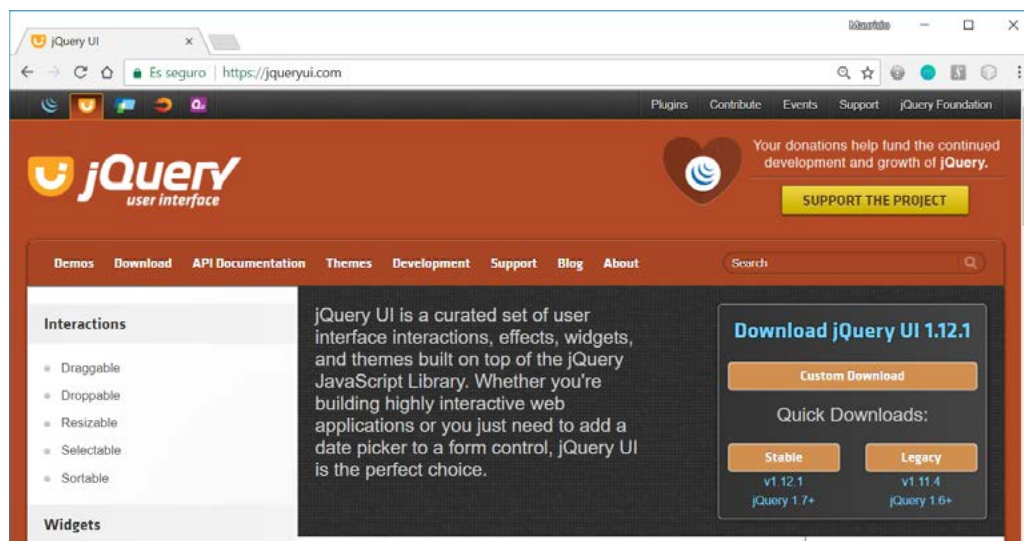 Mauricio
jQuery UI
Es seguro | https://jqueryui.com
Plugins Contribute Events Support jQuery Foundation
Your donations help fund the continued
development and growth of jQuery.
SUPPORT THE PROJECT
jQuery
user interface
Demos Download API Documentation Themes Development Support Blog About Search
Interactions
Draggable
Droppable
Resizable
Selectable
Sortable
Widgets
jQuery UI is a curated set of user
interface interactions, effects, widgets,
and themes built on top of the jQuery
JavaScript Library. Whether you're
building highly interactive web
applications or you just need to add a
date picker to a form control, jQuery UI
is the perfect choice.
Download jQuery UI 1.12.1
Custom Download
Quick Downloads:
Stable Legacy
v1.12.1 v1.11.4
jQuery 1.7+ jQuery 1.6+